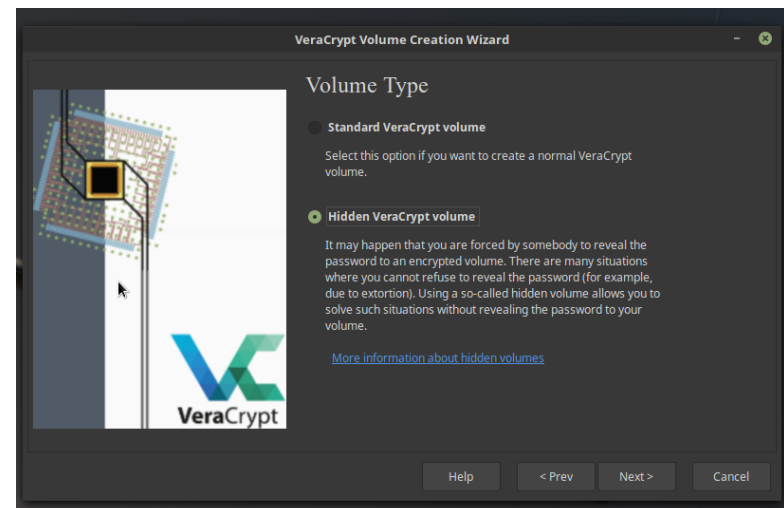 VeraCrypt Volume Creation Wizard
Volume Type
Standard VeraCrypt volume
Select this option if you want to create a normal VeraCrypt
volume.
Hidden VeraCrypt volume
It may happen that you are forced by somebody to reveal the
password to an encrypted volume. There are many situations
where you cannot refuse to reveal the password (for example,
due to extortion). Using a so-called hidden volume allows you to
solve such situations without revealing the password to your
volume.
More information about hidden volumes
VeraCrypt
Help
< Prev
Next >
Cancel